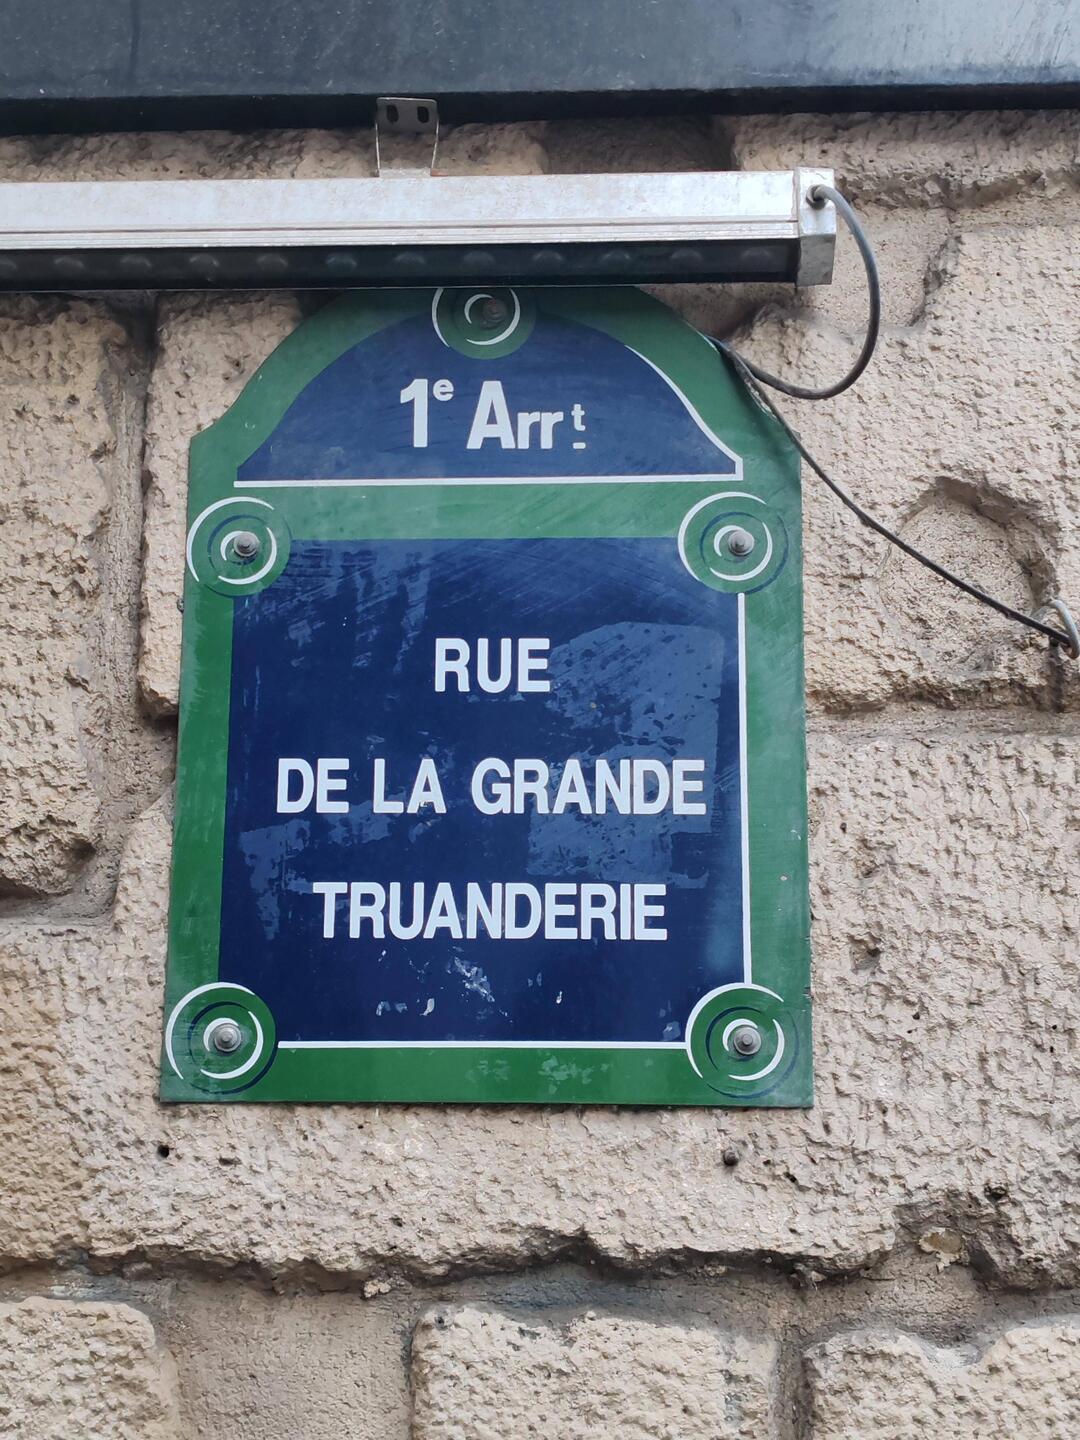 1e Arrt
RUE
DE LA GRANDE
TRUANDERIE